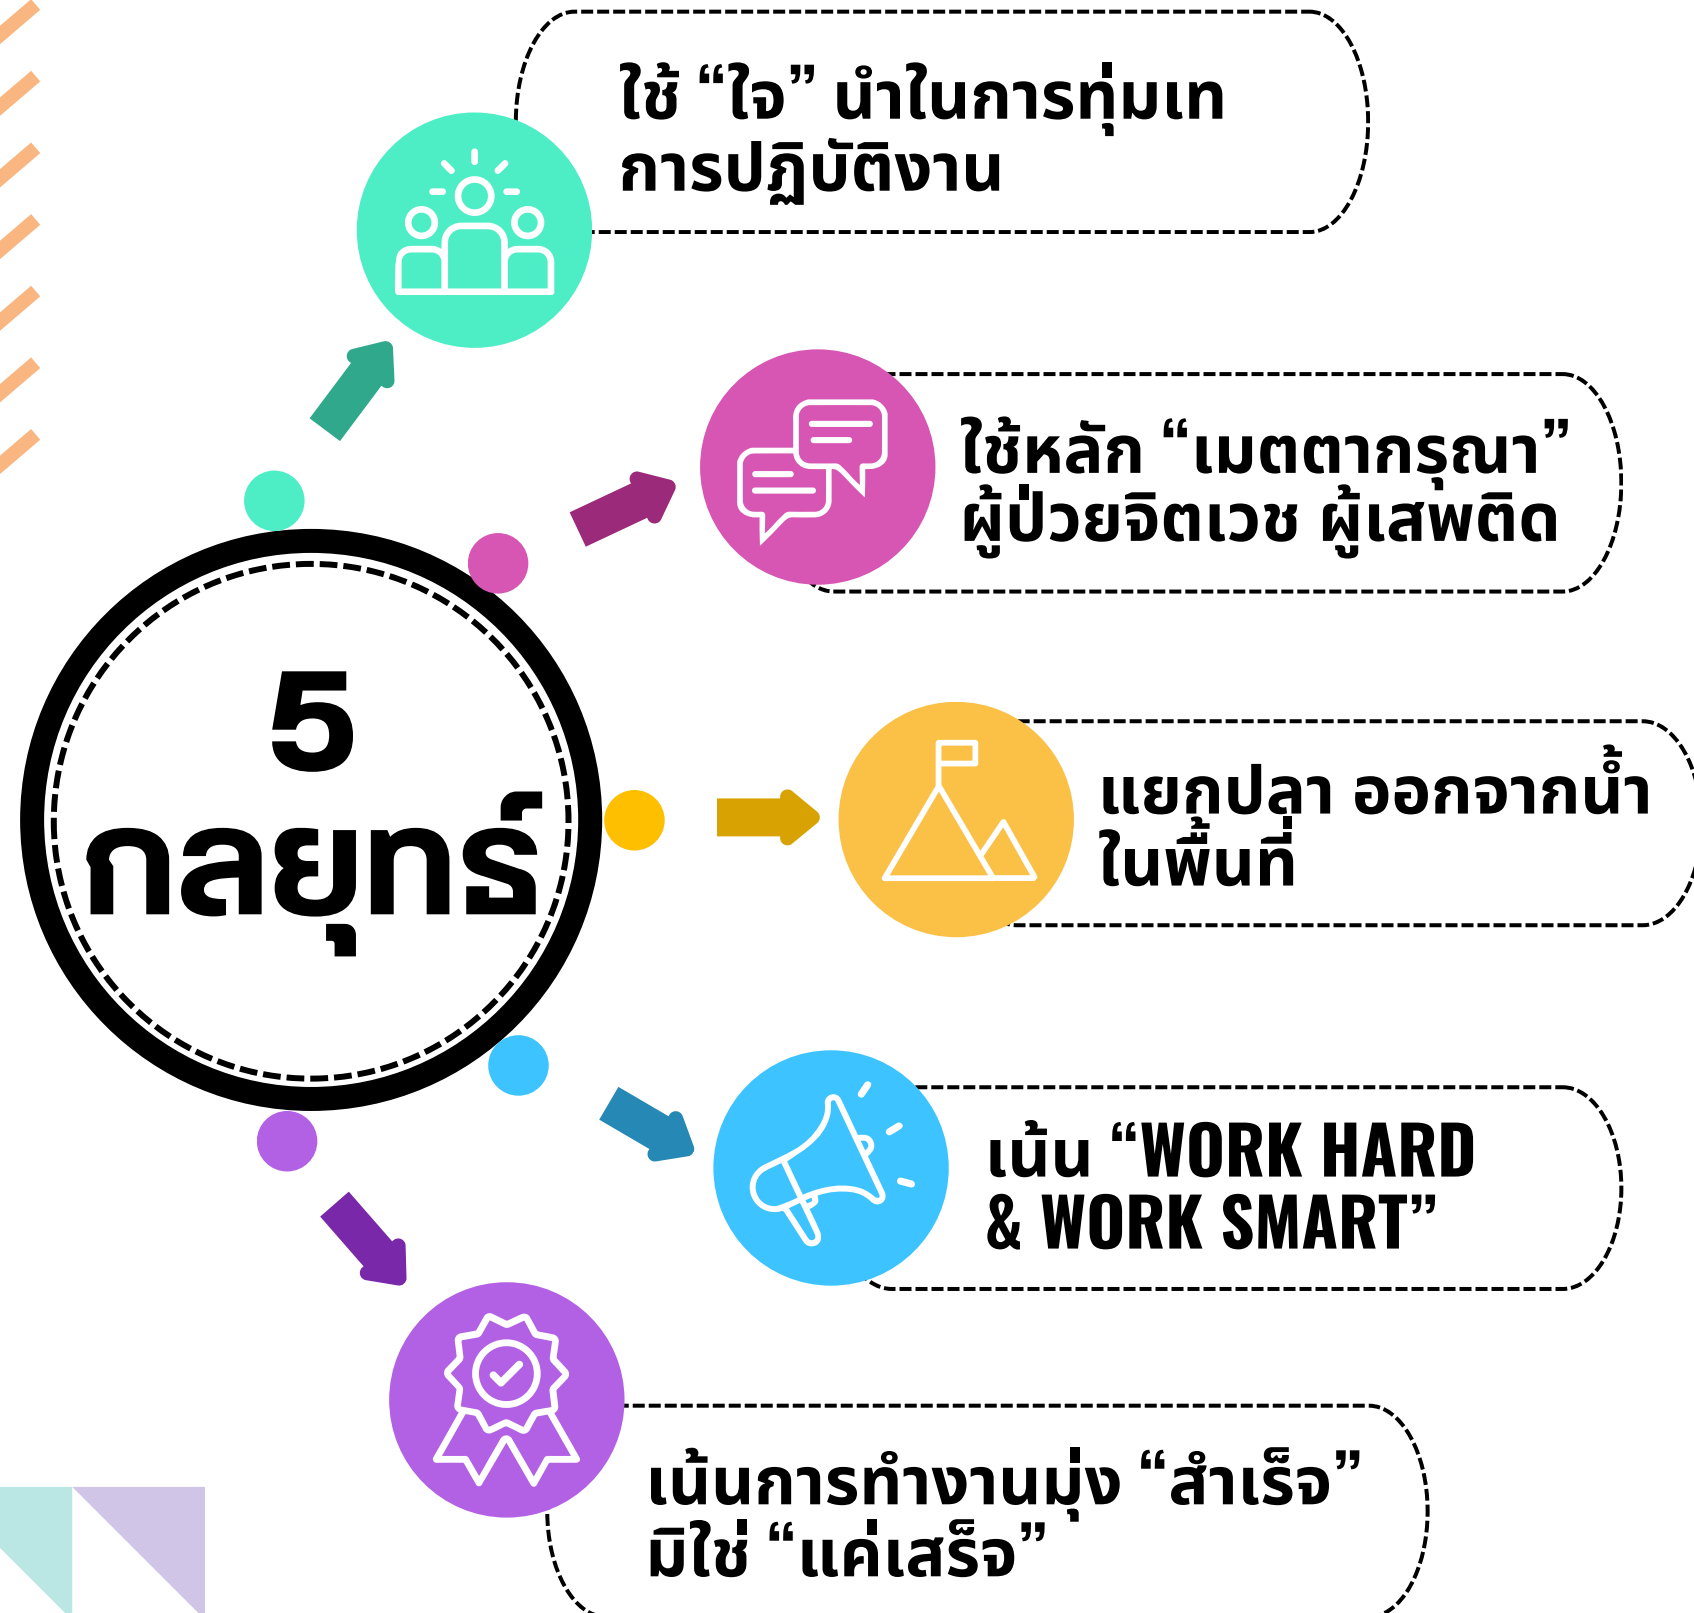 ใช้ “ใจ” นำในการทุ่มเท
การปฏิบัติงาน
ใช้หลัก “เมตตากรุณา”
ผู้ป่วยจิตเวช ผู้เสพติด
5
กลยุทธ์
แยกปลา ออกจากน้ำ
ในพื้นที่
เน้น “WORK HARD
& WORK SMART”
เน้นการทำงานมุ่ง “สำเร็จ”
มิใช่ “แค่เสร็จ”